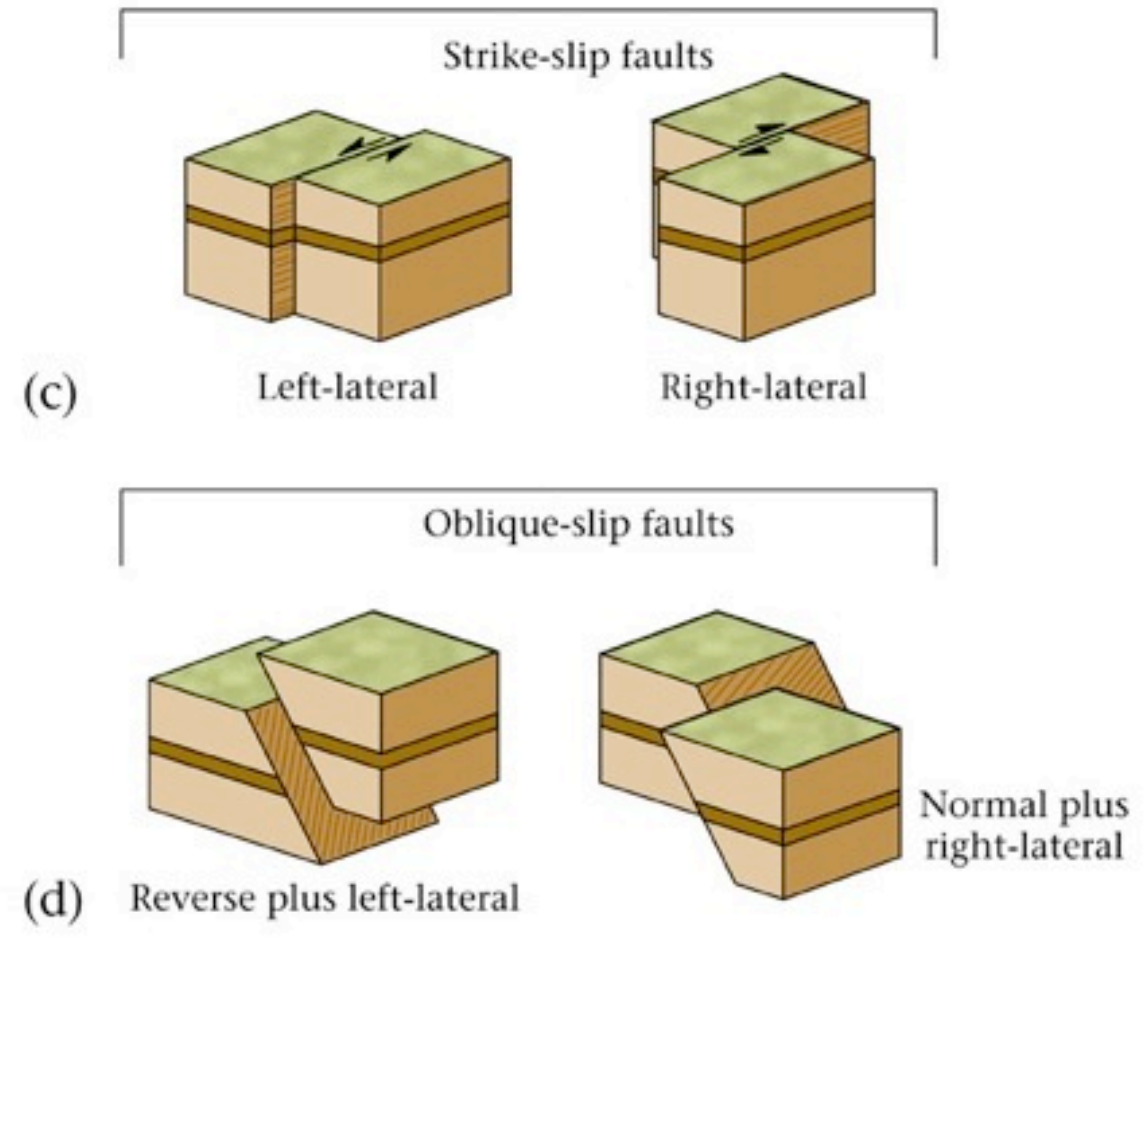 Strike-slip faults
Left-lateral
Right-lateral
(c)
Oblique-slip faults
Normal plus
right-lateral
(d)
Reverse plus left-lateral